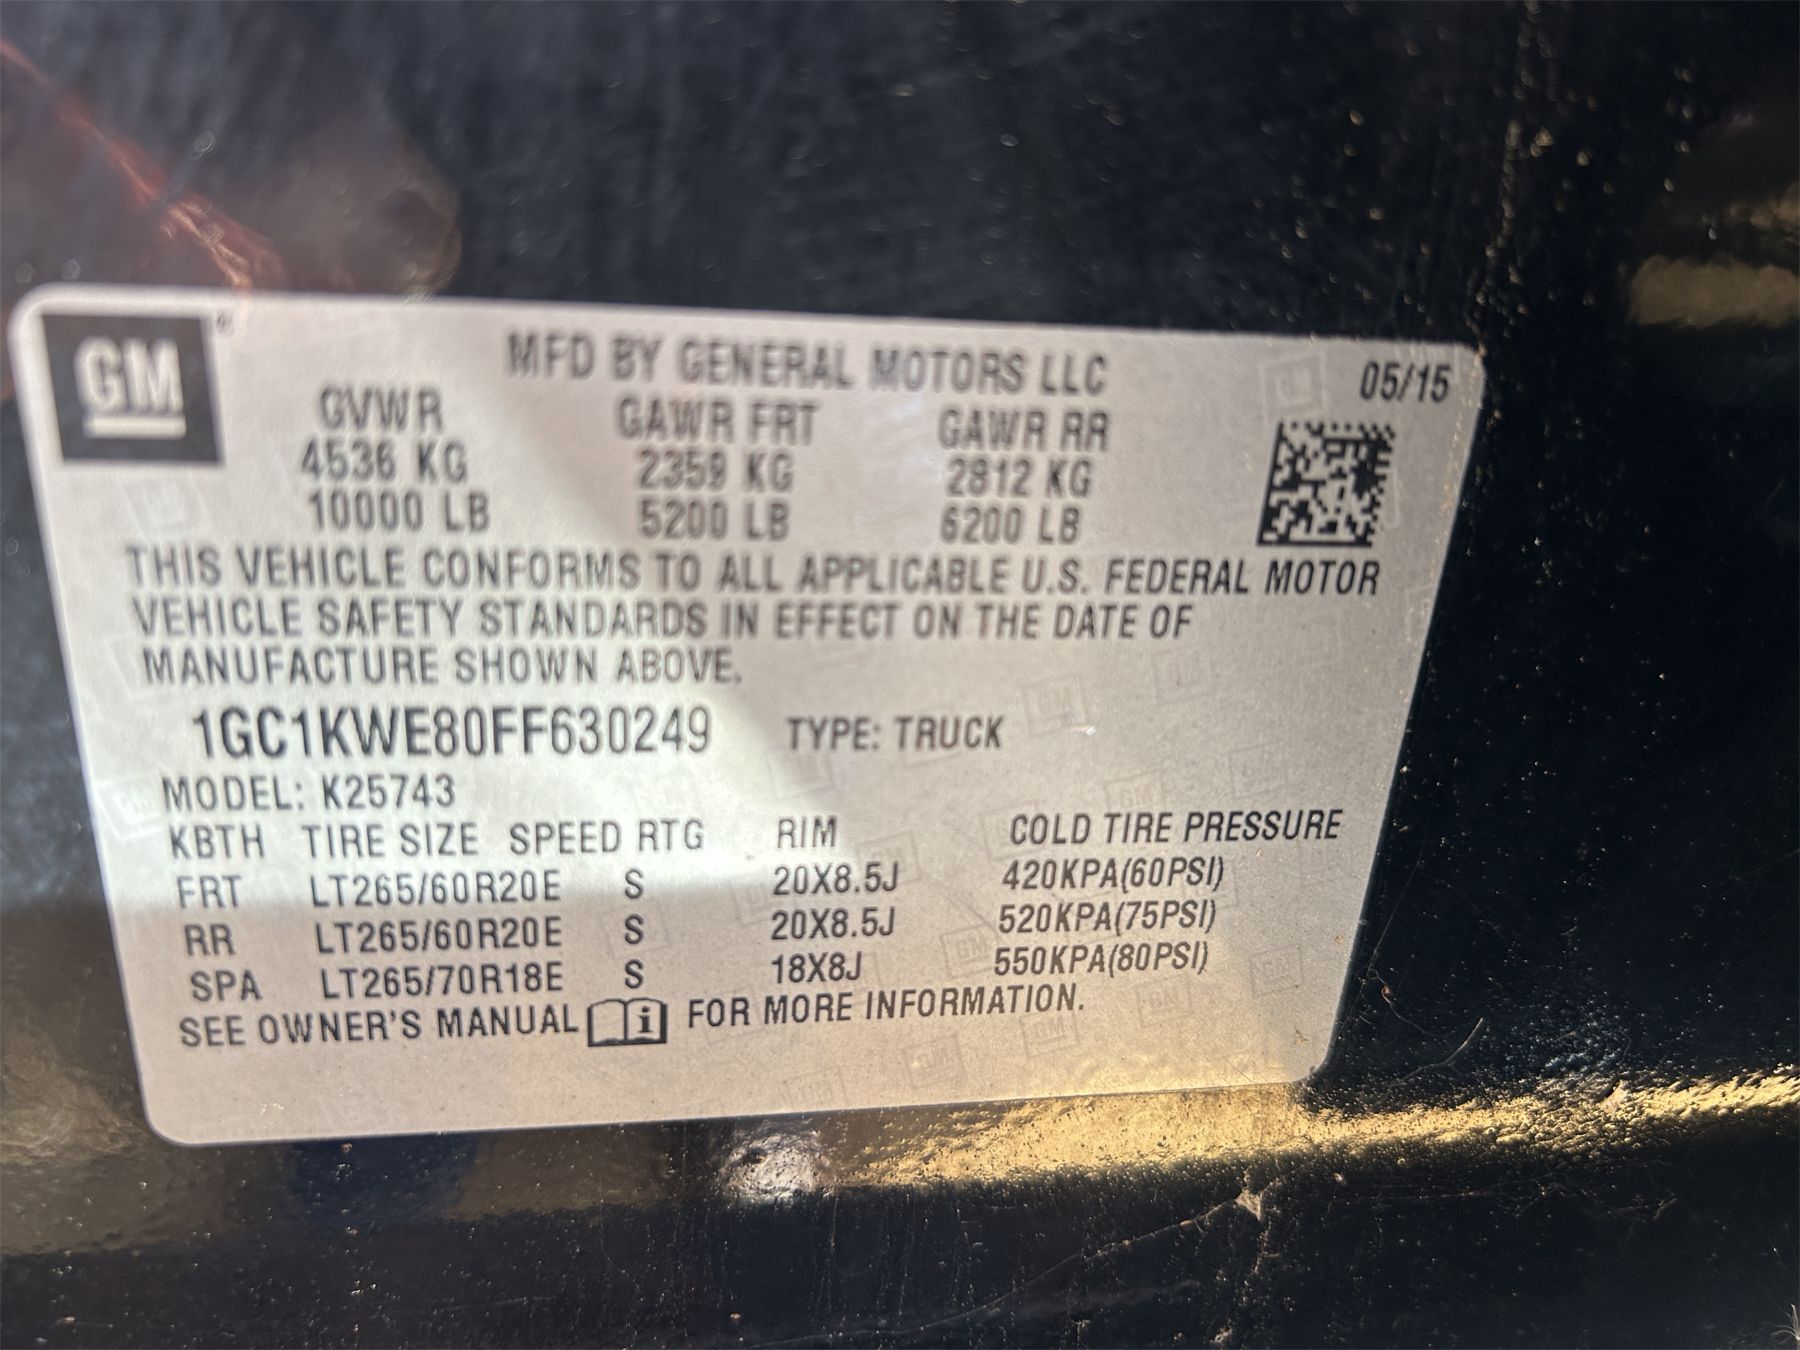 GM®
MFD BY GENERAL MOTORS LLC 05/15
GVWR GAWR FRT GAWR RR
4536 KG 2359 KG 2812 KG
10000 LB 5200 LB 6200 LB
THIS VEHICLE CONFORMS TO ALL APPLICABLE U.S. FEDERAL MOTOR
VEHICLE SAFETY STANDARDS IN EFFECT ON THE DATE OF
MANUFACTURE SHOWN ABOVE.
1GC1KWE80FF630249 TYPE: TRUCK
MODEL: K25743
KBTH TIRE SIZE SPEED RTG RIM COLD TIRE PRESSURE
FRT LT265/60R20E S 20X8.5J 420KPA(60PSI)
RR LT265/60R20E S 20X8.5J 520KPA(75PSI)
SPA LT265/70R18E S 18X8J 550KPA(80PSI)
SEE OWNER'S MANUAL i FOR MORE INFORMATION.